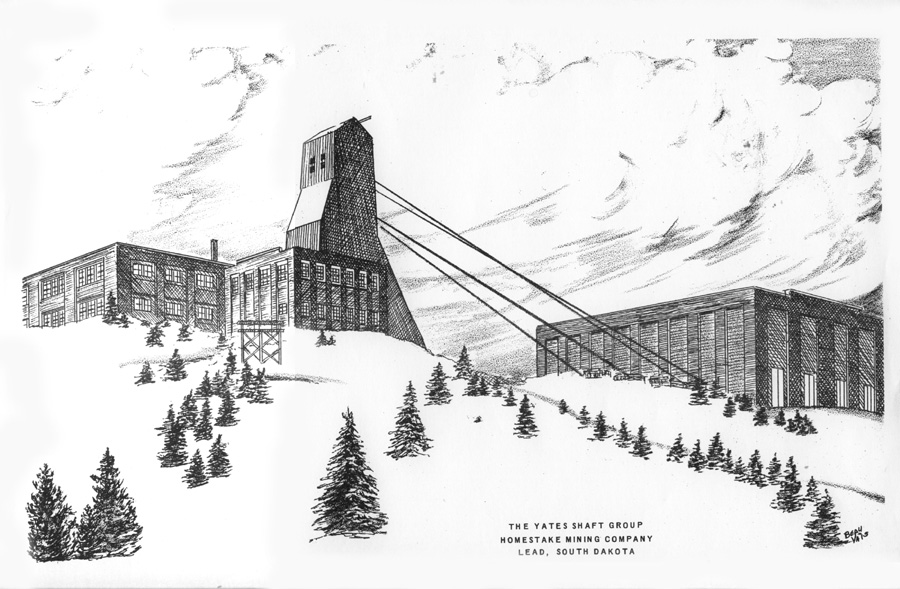 THE YATES SHAFT GROUP
HOMESTAKE MINING COMPANY
LEAD, SOUTH DAKOTA